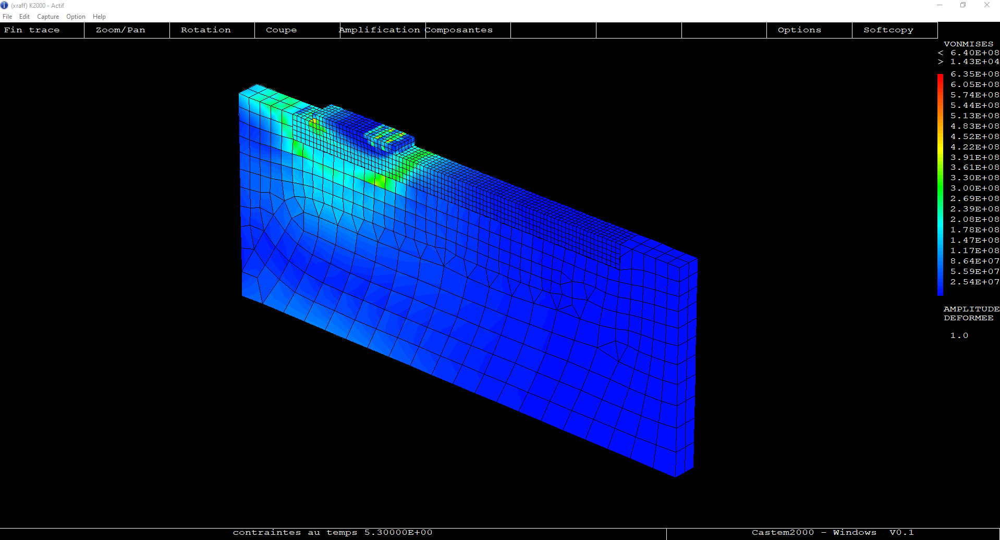 (xraff) K2000 - Actif
File Edit Capture Option Help
Fin trace Zoom/Pan Rotation Coupe Amplification Composantes Options Softcopy
VONMISES
< 6.40E+08
> 1.43E+04
6.35E+08
6.05E+08
5.74E+08
5.44E+08
5.13E+08
4.83E+08
4.52E+08
4.22E+08
3.91E+08
3.61E+08
3.30E+08
3.00E+08
2.69E+08
2.39E+08
2.08E+08
1.78E+08
1.47E+08
1.17E+08
8.64E+07
5.59E+07
2.54E+07
AMPLITUDE
DEFORMEE
1.0
contraintes au temps 5.30000E+00
Castem2000 - Windows V0.1